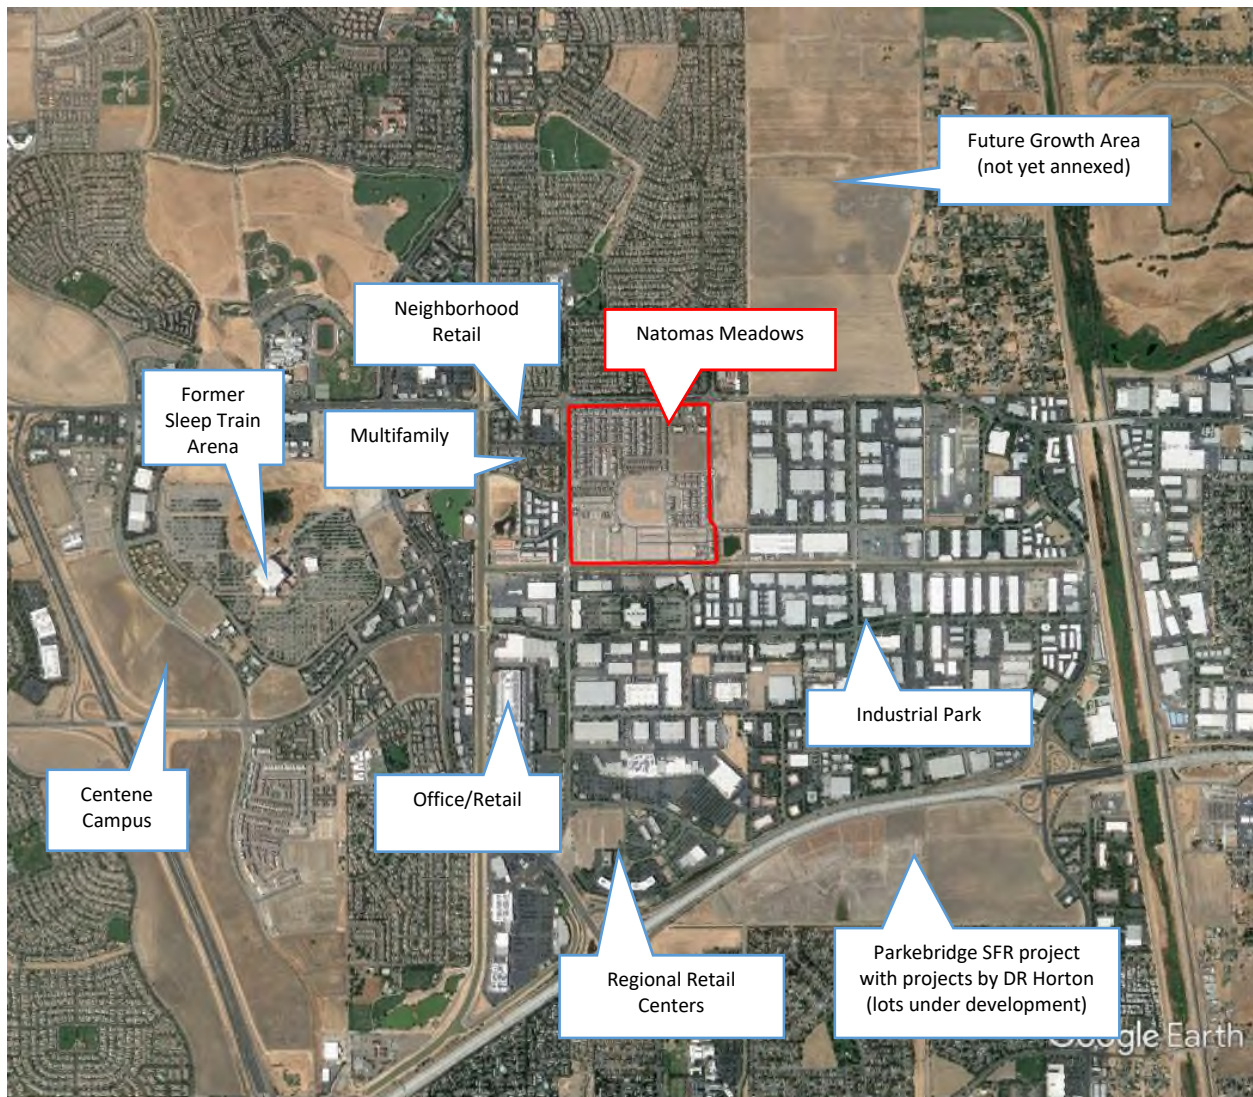 Future Growth Area
(not yet annexed)
Neighborhood
Retail
Natomas Meadows
Former
Sleep Train
Arena
Multifamily
Industrial Park
Centene
Campus
Office/Retail
Regional Retail
Centers
Parkebridge SFR project
with projects by DR Horton
(lots under development)
Google Earth